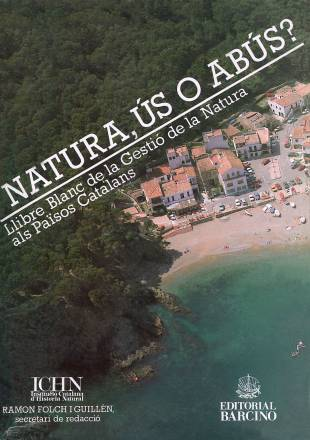 NATURA, ÚS O ABÚS?
Llibre Blanc de la Gestió de la Natura
als Països Catalans
ICHN
Institució Catalana
d'Història Natural
RAMON FOLCH I GUILLÈN,
secretari de redacció
EDITORIAL
BARCINO